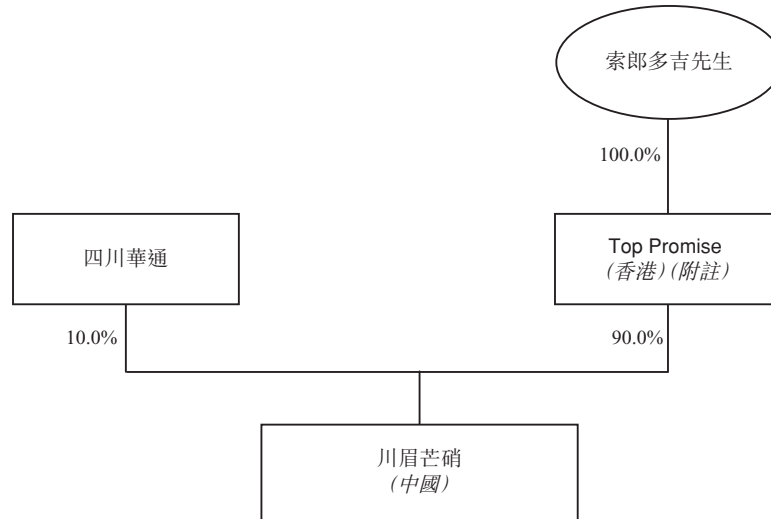 索郎多吉先生
100.0%
四川華通
Top Promise
(香港)(附註)
10.0%
90.0%
川眉芒硝
(中國)